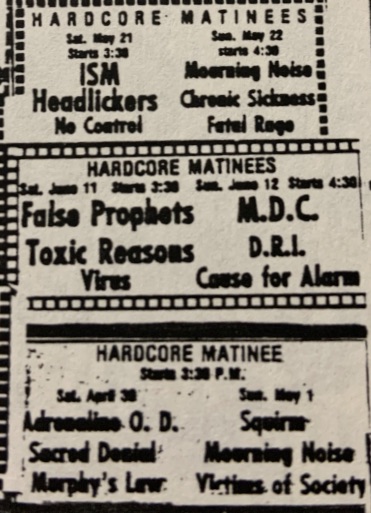 HARDCORE MATINEES
Sat. May 21
Starts 3:30
ISM
Headlickers
No Control
Sun. May 22
starts 4:30
Mourning Noise
Chronic Sickness
Fatal Rage
HARDCORE MATINEES
Sat. June 11 Starts 3:30
False Prophets
Toxic Reasons
Virus
Sun. June 12 Starts 4:30
M.D.C.
D.R.I.
Cause for Alarm
HARDCORE MATINEE
Starts 3:30 P.M.
Sat. April 30
Adrenaline O. D.
Sacred Denial
Murphy's Law
Sun. May 1
Squirm
Mourning Noise
Victims of Society